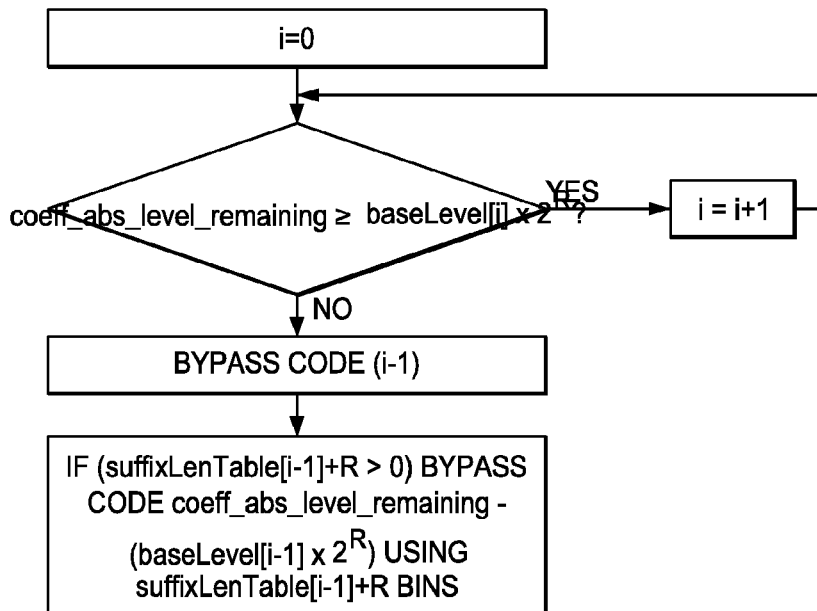 i=0
coeff_abs_level_remaining ≥ baseLevel[i] x 2^R ?
YES
i = i+1
NO
BYPASS CODE (i-1)
IF (suffixLenTable[i-1]+R > 0) BYPASS
CODE coeff_abs_level_remaining -
(baseLevel[i-1] x 2^R) USING
suffixLenTable[i-1]+R BINS